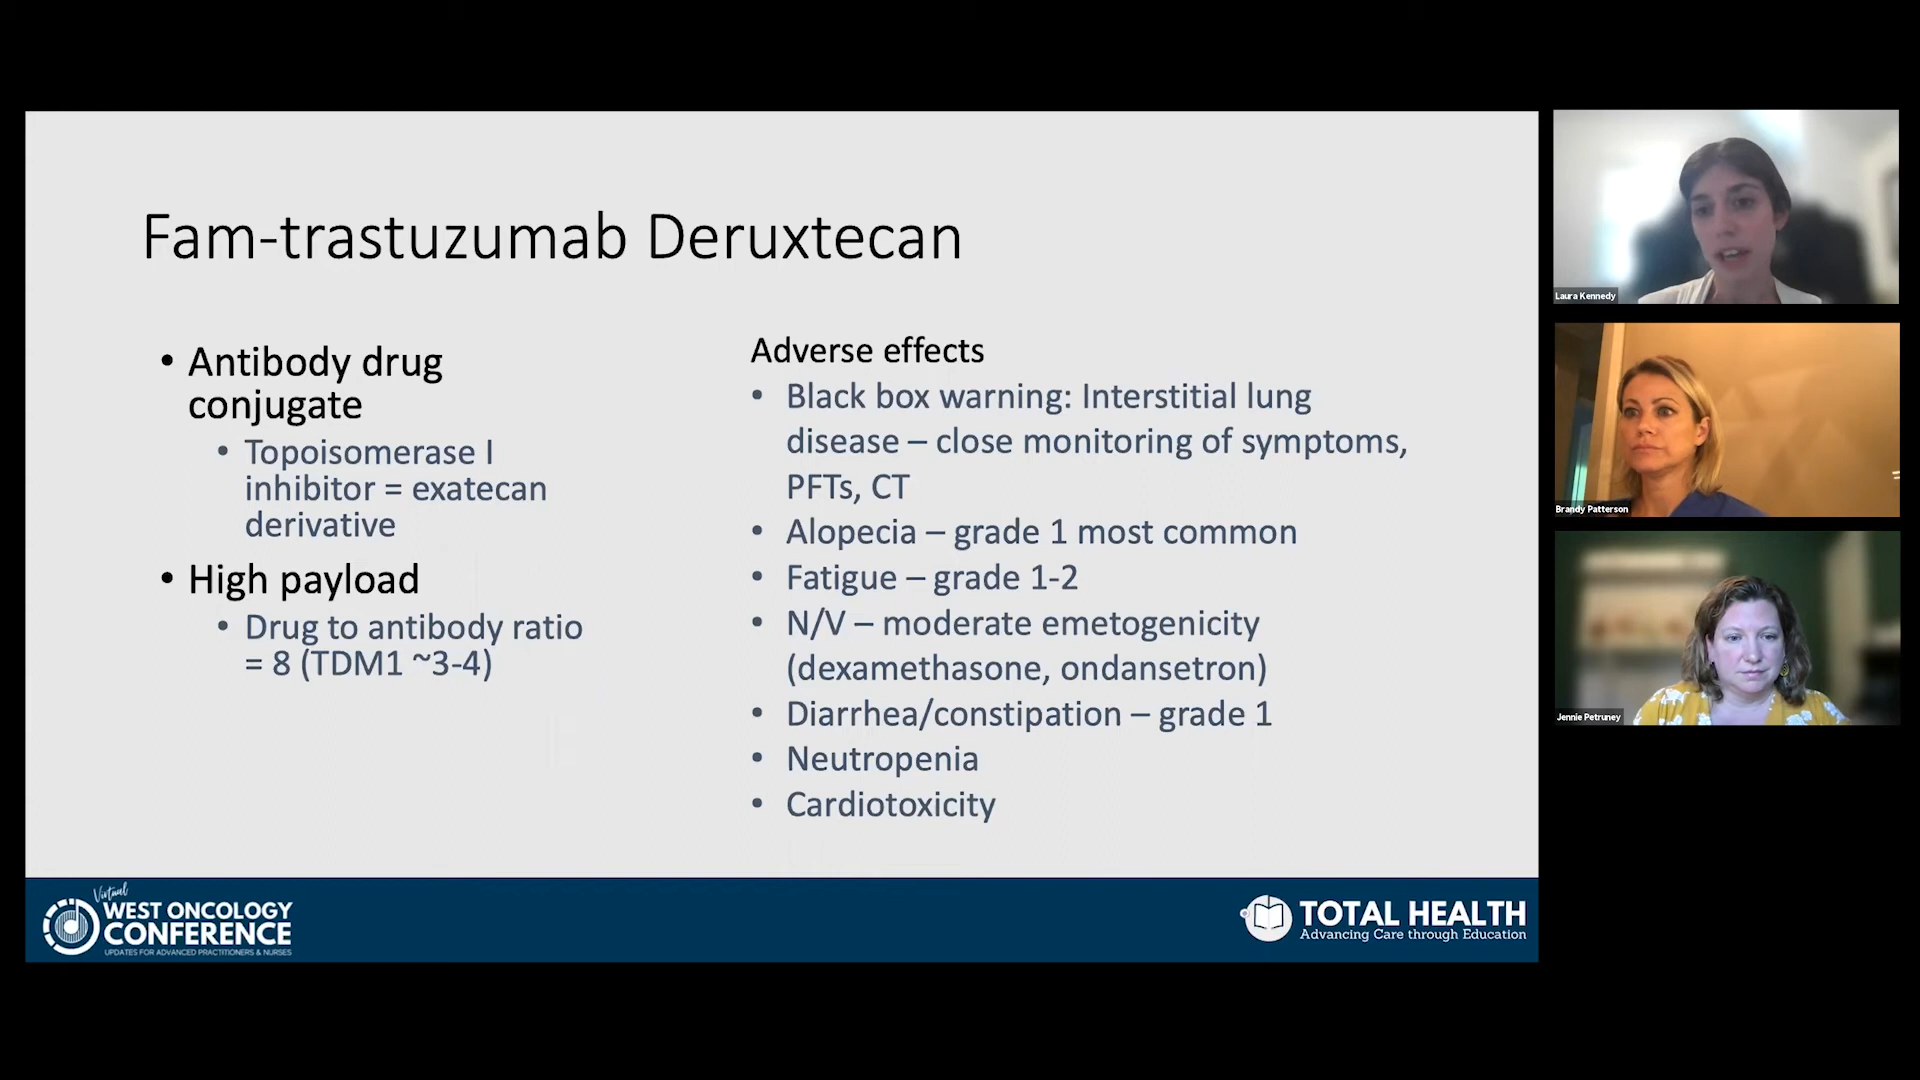 Fam-trastuzumab Deruxtecan
• Antibody drug
conjugate
• Topoisomerase I
inhibitor = exatecan
derivative
• High payload
• Drug to antibody ratio
= 8 (TDM1 ~3-4)
Adverse effects
• Black box warning: Interstitial lung
disease – close monitoring of symptoms,
PFTs, CT
• Alopecia – grade 1 most common
• Fatigue – grade 1-2
• N/V – moderate emetogenicity
(dexamethasone, ondansetron)
• Diarrhea/constipation – grade 1
• Neutropenia
• Cardiotoxicity
Virtual
WEST ONCOLOGY
CONFERENCE
UPDATES FOR ADVANCED PRACTITIONERS & NURSES
TOTAL HEALTH
Advancing Care through Education
Laura Kennedy
Brandy Patterson
Jennie Petruney